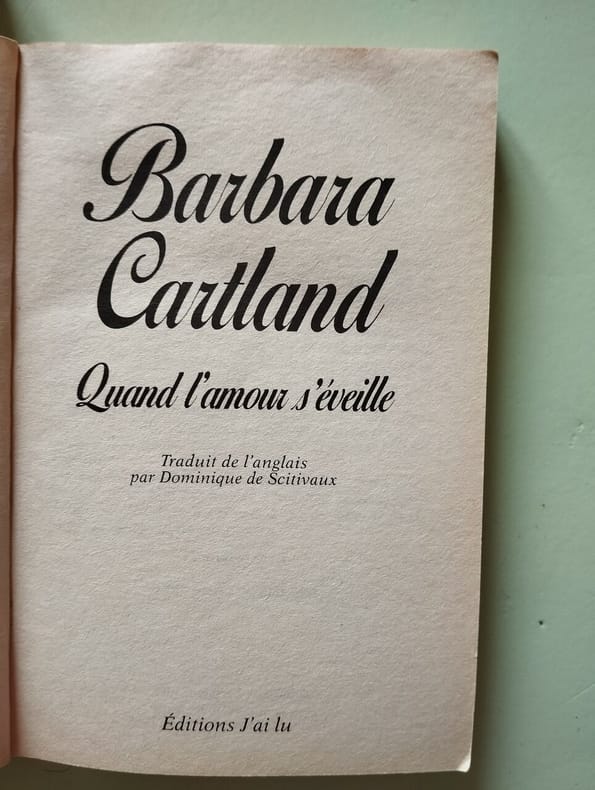 Barbara
Cartland
Quand l'amour s'éveille
Traduit de l'anglais
par Dominique de Scitivaux
Éditions J'ai lu